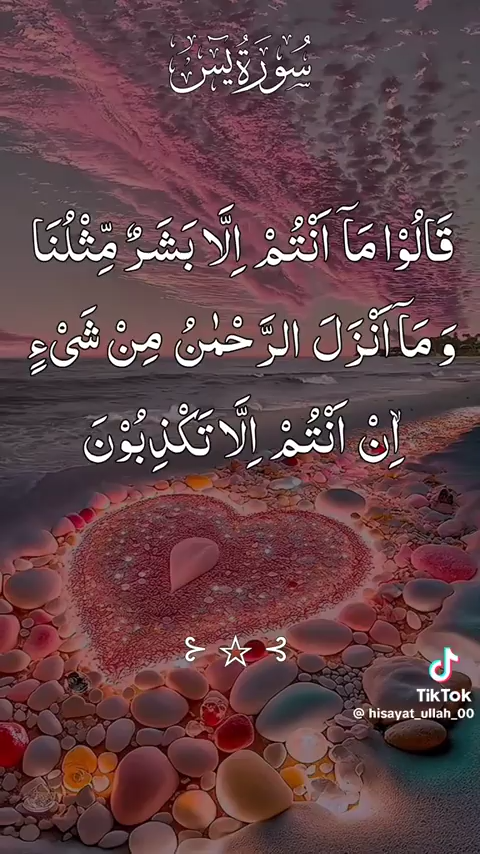 سُورَةُ يٰسٓ
قَالُوْا مَاۤ اَنْتُمْ اِلَّا بَشَرٌ مِّثْلُنَا
وَ مَاۤ اَنْزَلَ الرَّحْمٰنُ مِنْ شَیْءٍ
اِنْ اَنْتُمْ اِلَّا تَكْذِبُوْنَ
TikTok
@ hisayat_ullah_00